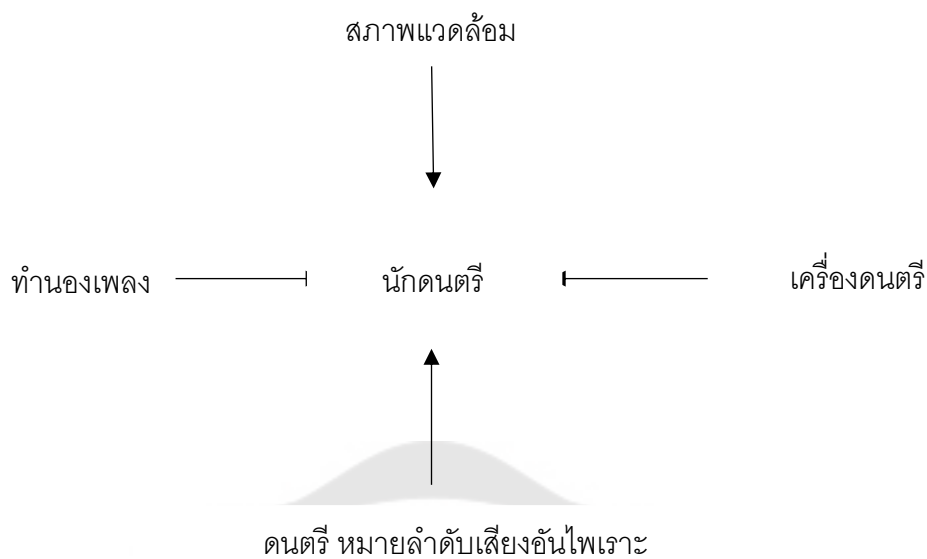 สภาพแวดล้อม
ทำนองเพลง นักดนตรี เครื่องดนตรี
ดนตรี หมายลำดับเสียงอันไพเราะ